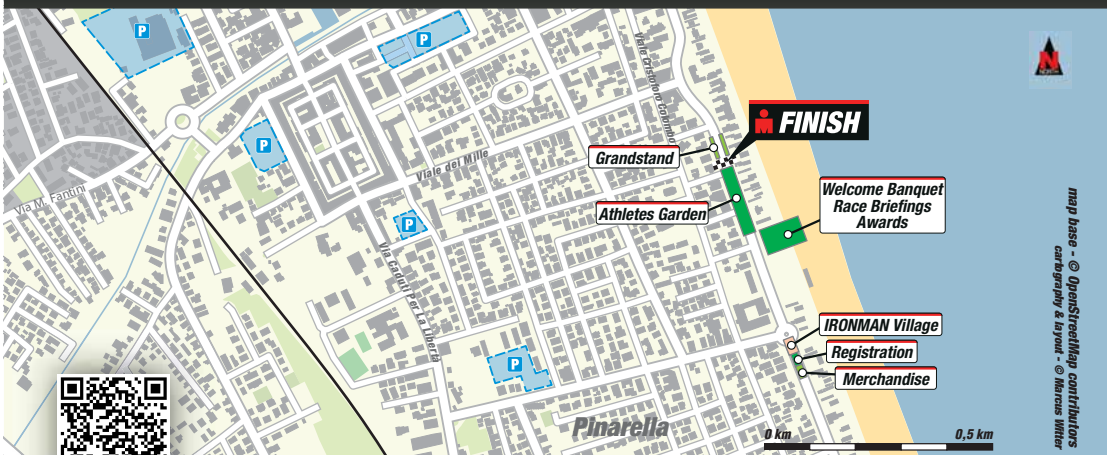 P
P
P
P
P
Viale Cristoforo Colombo
N
NORTH
FINISH
Grandstand
Viale dei Mille
Athletes Garden
Welcome Banquet
Race Briefings
Awards
Via M. Fantini
Via Caduti Per La Libertà
IRONMAN Village
Registration
Merchandise
Pinarella
0 km
0,5 km
map base - © OpenStreetMap contributors
cartography & layout - © Marcus Witter